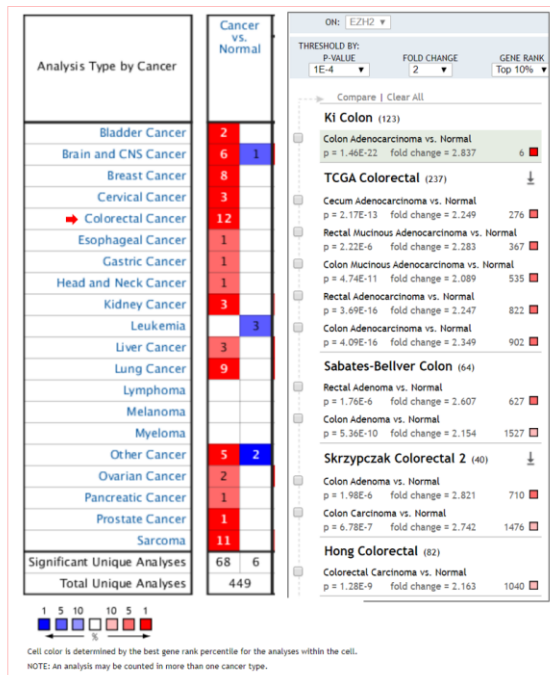 Analysis Type by Cancer
Cancer
vs.
Normal
Bladder Cancer 2
Brain and CNS Cancer 6 1
Breast Cancer 8
Cervical Cancer 3
Colorectal Cancer 12
Esophageal Cancer 1
Gastric Cancer 1
Head and Neck Cancer 1
Kidney Cancer 3
Leukemia 3
Liver Cancer 3
Lung Cancer 9
Lymphoma
Melanoma
Myeloma
Other Cancer 5 2
Ovarian Cancer 2
Pancreatic Cancer 1
Prostate Cancer 1
Sarcoma 11
Significant Unique Analyses 68 6
Total Unique Analyses 449
1 5 10 10 5 1
%
Cell color is determined by the best gene rank percentile for the analyses within the cell.
NOTE: An analysis may be counted in more than one cancer type.
ON: EZH2
THRESHOLD BY:
P-VALUE FOLD CHANGE GENE RANK
1E-4 2 Top 10%
Compare | Clear All
Ki Colon (123)
Colon Adenocarcinoma vs. Normal
p = 1.46E-22 fold change = 2.837 6
TCGA Colorectal (237)
Cecum Adenocarcinoma vs. Normal
p = 2.17E-13 fold change = 2.249 276
Rectal Mucinous Adenocarcinoma vs. Normal
p = 2.22E-6 fold change = 2.283 367
Colon Mucinous Adenocarcinoma vs. Normal
p = 4.74E-11 fold change = 2.089 535
Rectal Adenocarcinoma vs. Normal
p = 3.69E-16 fold change = 2.247 822
Colon Adenocarcinoma vs. Normal
p = 4.09E-16 fold change = 2.349 902
Sabates-Bellver Colon (64)
Rectal Adenoma vs. Normal
p = 1.76E-6 fold change = 2.607 627
Colon Adenoma vs. Normal
p = 5.36E-10 fold change = 2.154 1527
Skrzypczak Colorectal 2 (40)
Colon Adenoma vs. Normal
p = 1.98E-6 fold change = 2.821 710
Colon Carcinoma vs. Normal
p = 6.78E-7 fold change = 2.742 1476
Hong Colorectal (82)
Colorectal Carcinoma vs. Normal
p = 1.28E-9 fold change = 2.163 1040